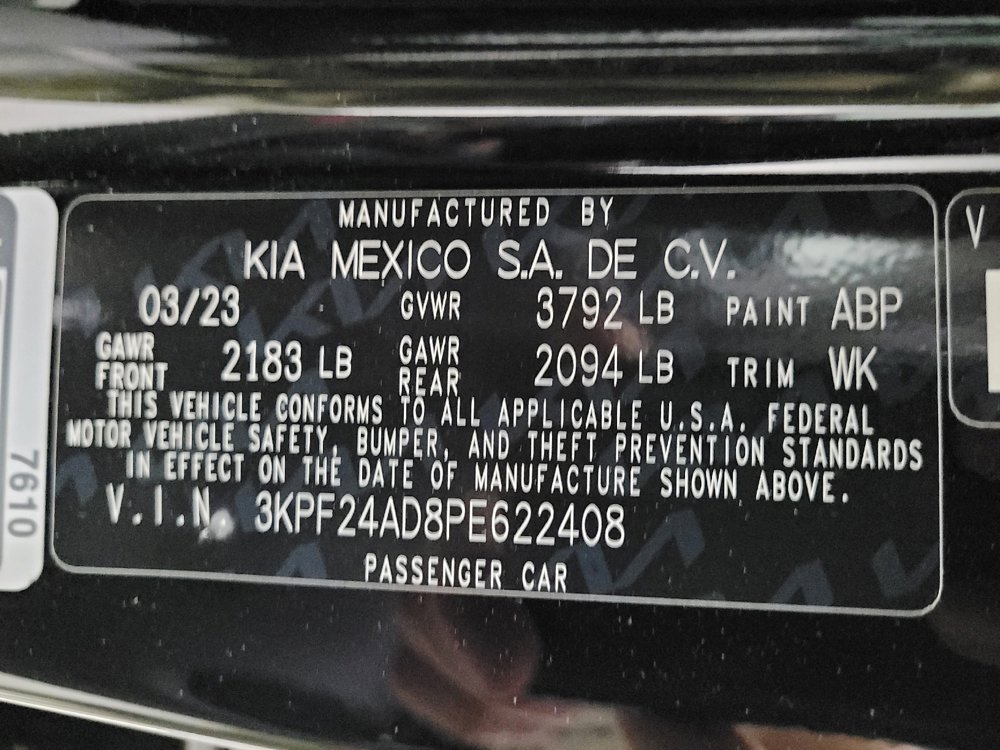 MANUFACTURED BY
KIA MEXICO S.A. DE C.V.
03/23 GVWR 3792 LB PAINT ABP
GAWR FRONT 2183 LB GAWR REAR 2094 LB TRIM WK
THIS VEHICLE CONFORMS TO ALL APPLICABLE U.S.A. FEDERAL
MOTOR VEHICLE SAFETY, BUMPER, AND THEFT PREVENTION STANDARDS
IN EFFECT ON THE DATE OF MANUFACTURE SHOWN ABOVE.
V.I.N. 3KPF24AD8PE622408
PASSENGER CAR
7610
V